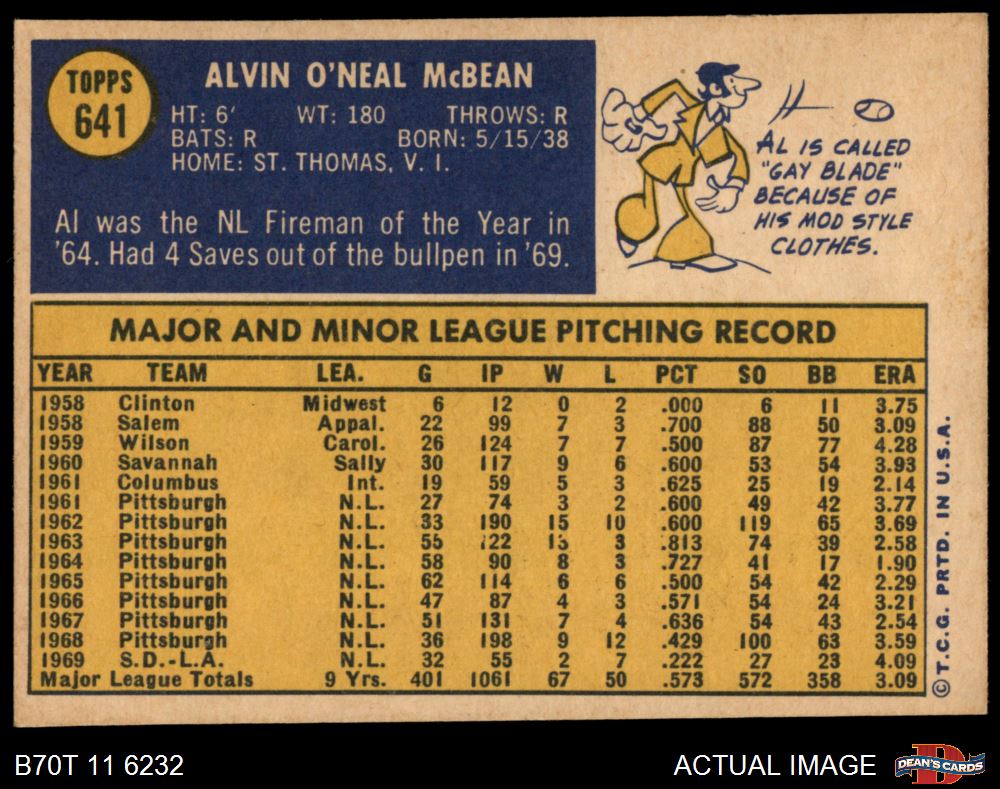 TOPPS
641
ALVIN O'NEAL McBEAN
HT: 6' WT: 180 THROWS: R
BATS: R BORN: 5/15/38
HOME: ST. THOMAS, V. I.
Al was the NL Fireman of the Year in
'64. Had 4 Saves out of the bullpen in '69.
AL IS CALLED
"GAY BLADE"
BECAUSE OF
HIS MOD STYLE
CLOTHES.
MAJOR AND MINOR LEAGUE PITCHING RECORD
YEAR TEAM LEA. G IP W L PCT SO BB ERA
1958 Clinton Midwest 6 12 0 2 .000 6 11 3.75
1958 Salem Appal. 22 99 7 3 .700 88 50 3.09
1959 Wilson Carol. 26 124 7 7 .500 87 77 4.28
1960 Savannah Sally 30 117 9 6 .600 53 54 3.93
1961 Columbus Int. 19 59 5 3 .625 25 19 2.14
1961 Pittsburgh N.L. 27 74 3 2 .600 49 42 3.77
1962 Pittsburgh N.L. 33 190 15 10 .600 119 65 3.69
1963 Pittsburgh N.L. 55 122 13 3 .813 74 39 2.58
1964 Pittsburgh N.L. 58 90 8 3 .727 41 17 1.90
1965 Pittsburgh N.L. 62 114 6 6 .500 54 42 2.29
1966 Pittsburgh N.L. 47 87 4 3 .571 54 24 3.21
1967 Pittsburgh N.L. 51 131 7 4 .636 54 43 2.54
1968 Pittsburgh N.L. 36 198 9 12 .429 100 63 3.59
1969 S.D.-L.A. N.L. 32 55 2 7 .222 27 23 4.09
Major League Totals 9 Yrs. 401 1061 67 50 .573 572 358 3.09
© T.C.G. PRTD. IN U.S.A.
B70T 11 6232
ACTUAL IMAGE
D
DEAN'S CARDS